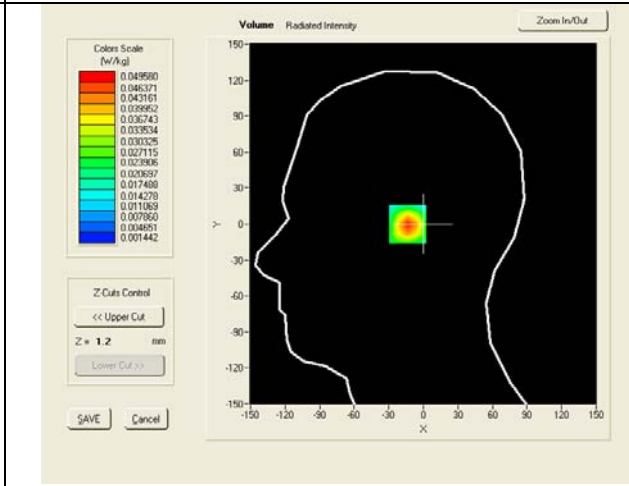 Volume Radiated Intensity
Zoom In/Out
Colors Scale
(W/kg)
0.049580
0.046371
0.043161
0.039952
0.036743
0.033534
0.030325
0.027115
0.023906
0.020697
0.017488
0.014278
0.011069
0.007860
0.004651
0.001442
Z-Cuts Control
<< Upper Cut
Z = 1.2 mm
Lower Cut >>
SAVE Cancel
150
120
90
60
30
0
-30
-60
-90
-120
-150
Y
-150 -120 -90 -60 -30 0 30 60 90 120 150
X